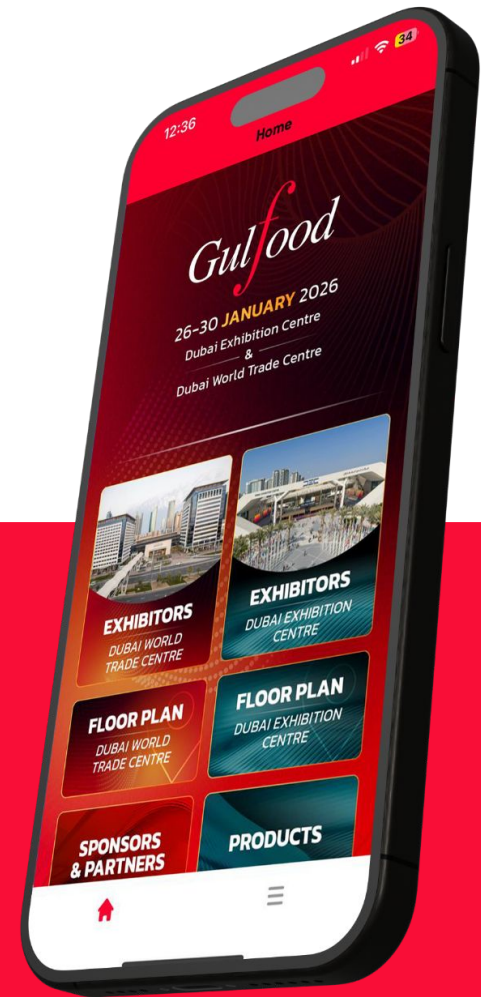 12:36
34
Home
Gulfood
26-30 JANUARY 2026
Dubai Exhibition Centre
&
Dubai World Trade Centre
EXHIBITORS
DUBAI WORLD
TRADE CENTRE
EXHIBITORS
DUBAI EXHIBITION
CENTRE
FLOOR PLAN
DUBAI WORLD
TRADE CENTRE
FLOOR PLAN
DUBAI EXHIBITION
CENTRE
SPONSORS
& PARTNERS
PRODUCTS